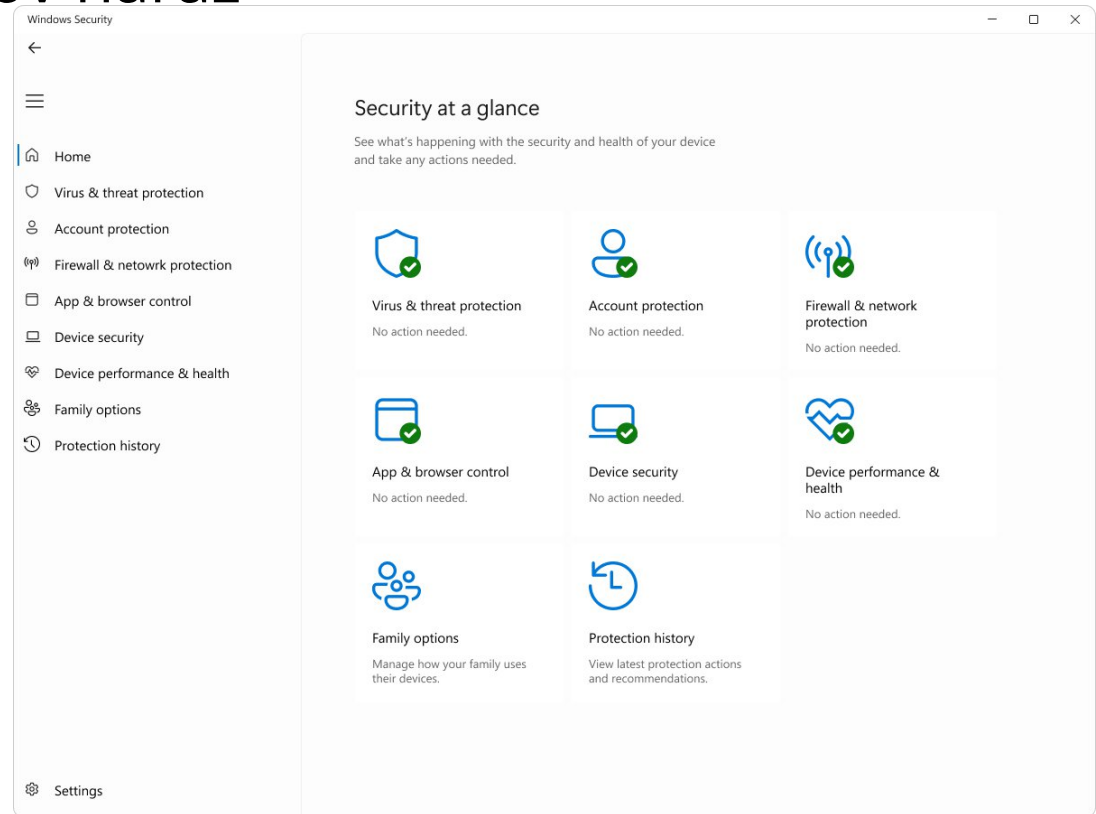 Windows Security
Home
Virus & threat protection
Account protection
Firewall & netowrk protection
App & browser control
Device security
Device performance & health
Family options
Protection history
Settings
Security at a glance
See what's happening with the security and health of your device
and take any actions needed.
Virus & threat protection
No action needed.
Account protection
No action needed.
Firewall & network
protection
No action needed.
App & browser control
No action needed.
Device security
No action needed.
Device performance &
health
No action needed.
Family options
Manage how your family uses
their devices.
Protection history
View latest protection actions
and recommendations.